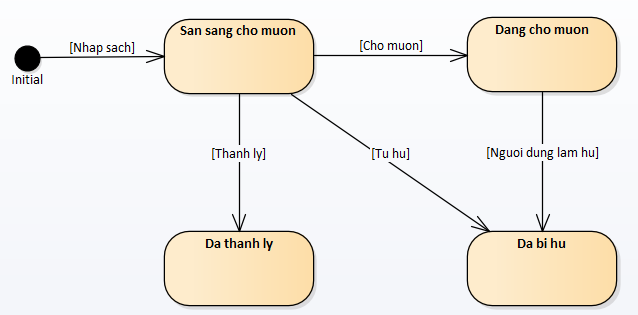 San sang cho muon
Dang cho muon
[Nhap sach]
[Cho muon]
Initial
[Thanh ly]
[Tu hu]
[Nguoi dung lam hu]
Da thanh ly
Da bi hu